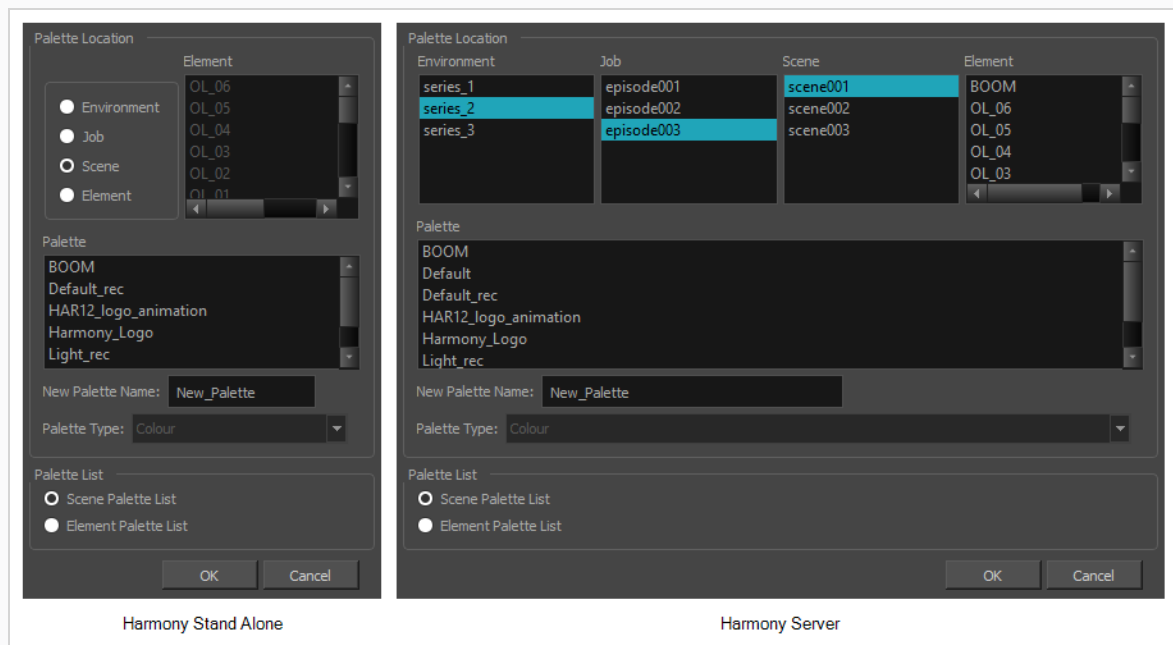 Palette Location
Element
Environment
Job
Scene
Element
OL_06
OL_05
OL_04
OL_03
OL_02
OL_01
Palette
BOOM
Default_rec
HAR12_logo_animation
Harmony_Logo
Light_rec
New Palette Name: New_Palette
Palette Type: Colour
Palette List
Scene Palette List
Element Palette List
OK Cancel
Harmony Stand Alone
Palette Location
Environment Job Scene Element
series_1 episode001 scene001 BOOM
series_2 episode002 scene002 OL_06
series_3 episode003 scene003 OL_05
OL_04
OL_03
Palette
BOOM
Default
Default_rec
HAR12_logo_animation
Harmony_Logo
Light_rec
New Palette Name: New_Palette
Palette Type: Colour
Palette List
Scene Palette List
Element Palette List
OK Cancel
Harmony Server